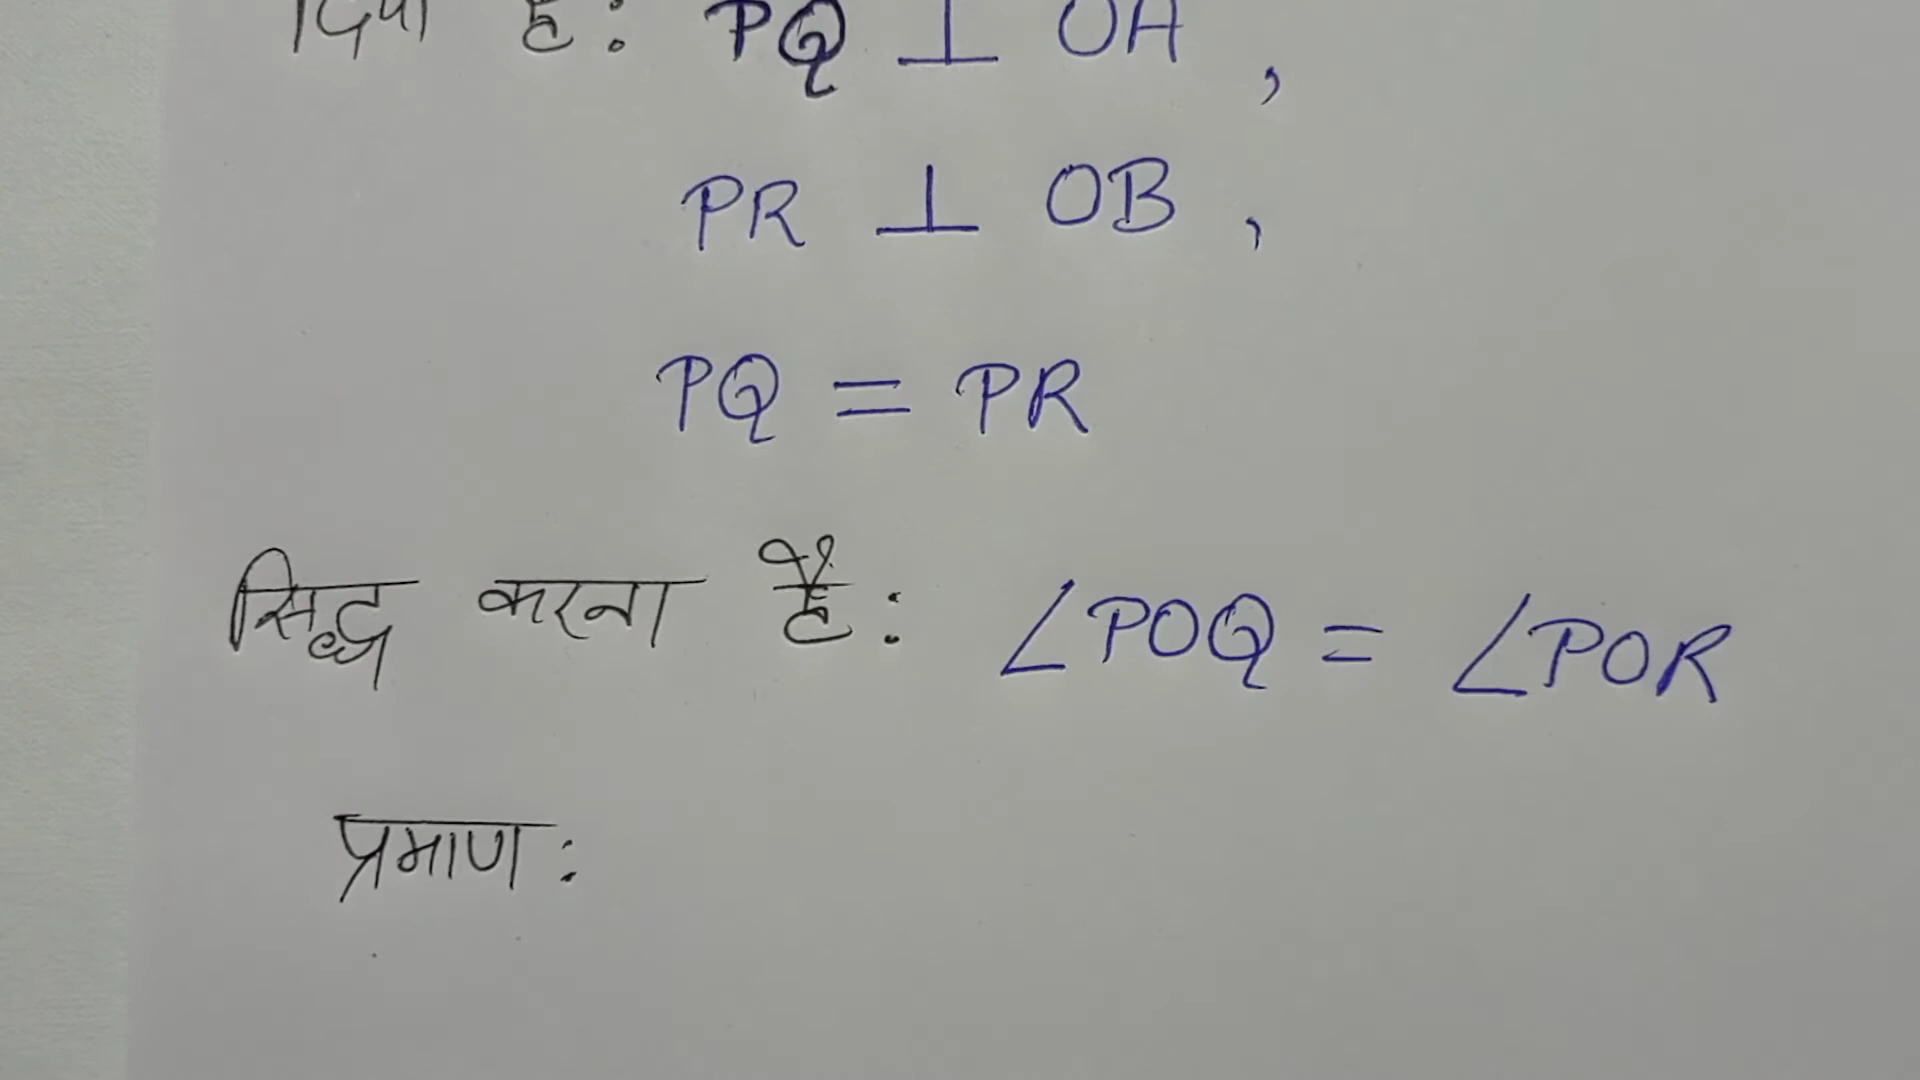 दिया है: PQ ⊥ OA,
PR ⊥ OB,
PQ = PR
सिद्ध करना है: ∠POQ = ∠POR
प्रमाण: